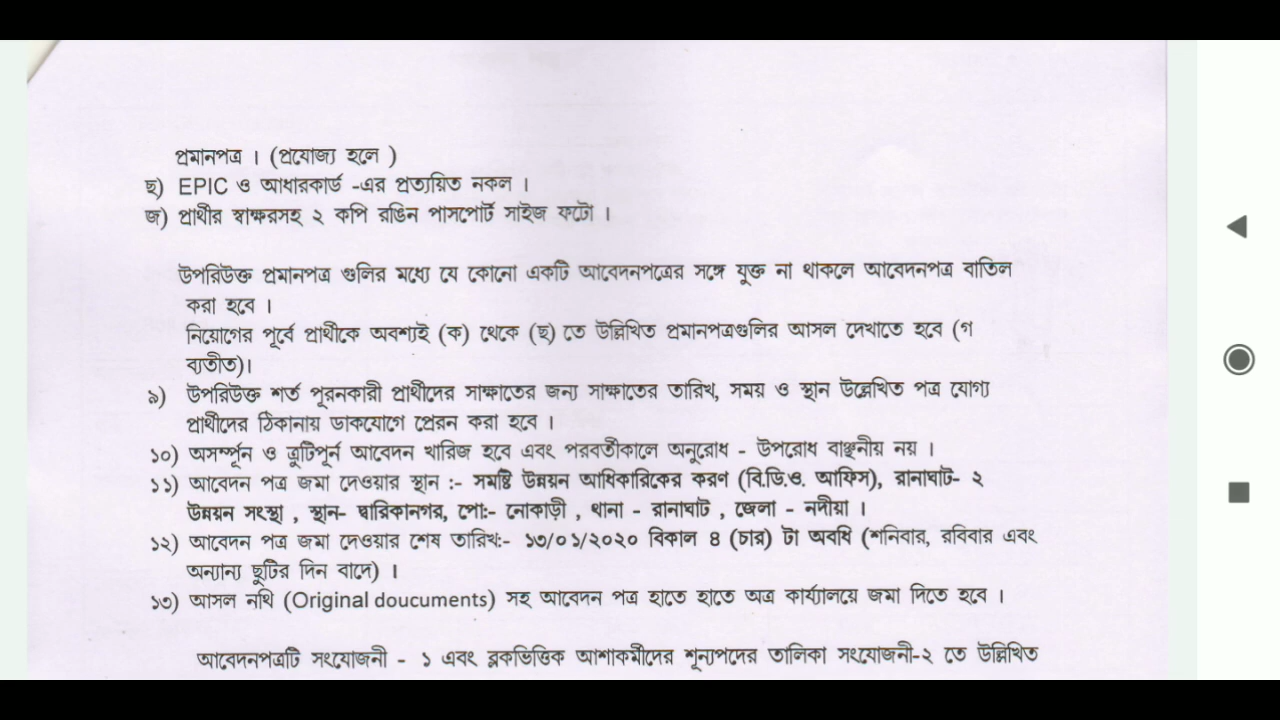 প্রমানপত্র । (প্রযোজ্য হলে )
ছ) EPIC ও আধারকার্ড -এর প্রত্যয়িত নকল ।
জ) প্রার্থীর স্বাক্ষরসহ ২ কপি রঙিন পাসপোর্ট সাইজ ফটো ।
উপরিউক্ত প্রমানপত্র গুলির মধ্যে যে কোনো একটি আবেদনপত্রের সঙ্গে যুক্ত না থাকলে আবেদনপত্র বাতিল
করা হবে ।
নিয়োগের পূর্বে প্রার্থীকে অবশ্যই (ক) থেকে (ছ) তে উল্লিখিত প্রমানপত্রগুলির আসল দেখাতে হবে (গ
ব্যতীত)।
৯) উপরিউক্ত শর্ত পূরনকারী প্রার্থীদের সাক্ষাতের জন্য সাক্ষাতের তারিখ, সময় ও স্থান উল্লেখিত পত্র যোগ্য
প্রার্থীদের ঠিকানায় ডাকযোগে প্রেরন করা হবে ।
১০) অসর্ম্পূন ও ত্রুটিপূর্ন আবেদন খারিজ হবে এবং পরবর্তীকালে অনুরোধ - উপরোধ বাঞ্ছনীয় নয় ।
১১) আবেদন পত্র জমা দেওয়ার স্থান :- সমষ্টি উন্নয়ন আধিকারিকের করণ (বি.ডি.ও. আফিস), রানাঘাট- ২
উন্নয়ন সংস্থা , স্থান- দ্বারিকানগর, পো:- নোকাড়ী , থানা - রানাঘাট , জেলা - নদীয়া ।
১২) আবেদন পত্র জমা দেওয়ার শেষ তারিখ:- ১৩/০১/২০২০ বিকাল ৪ (চার) টা অবধি (শনিবার, রবিবার এবং
অন্যান্য ছুটির দিন বাদে) ।
১৩) আসল নথি (Original doucuments) সহ আবেদন পত্র হাতে হাতে অত্র কার্য্যালয়ে জমা দিতে হবে ।
আবেদনপত্রটি সংযোজনী - ১ এবং ব্লকভিত্তিক আশাকর্মীদের শূন্যপদের তালিকা সংযোজনী-২ তে উল্লিখিত